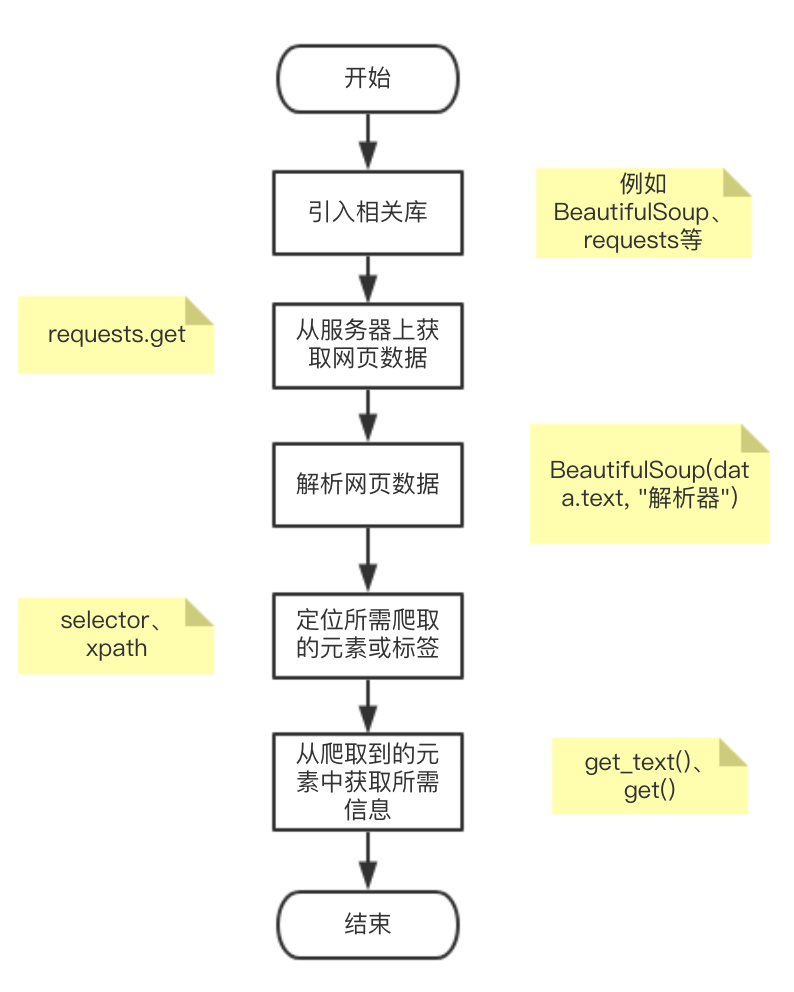 开始
引入相关库
例如
BeautifulSoup、
requests等
requests.get
从服务器上获
取网页数据
解析网页数据
BeautifulSoup(dat
a.text, "解析器")
selector、
xpath
定位所需爬取
的元素或标签
从爬取到的元
素中获取所需
信息
get_text()、
get()
结束